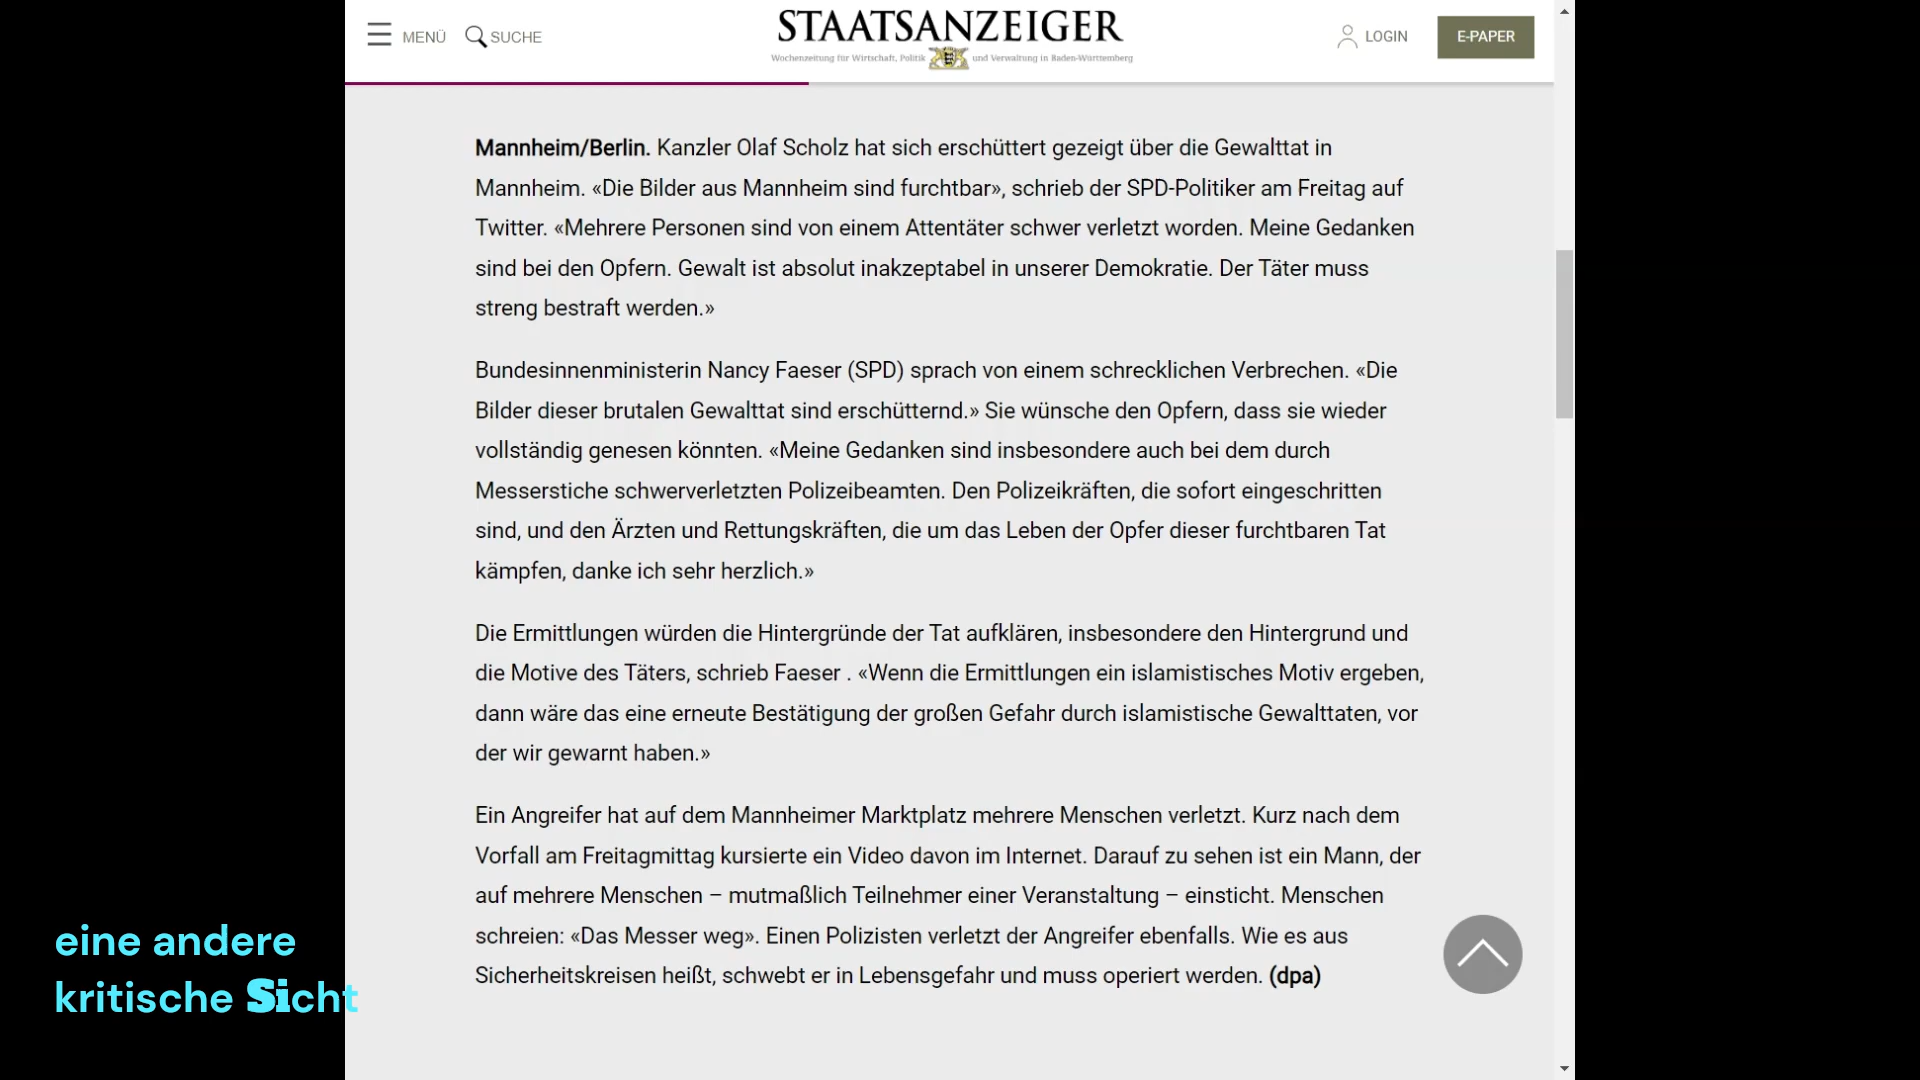 MENÜ
SUCHE
STAATSANZEIGER
Wochenzeitung für Wirtschaft, Politik und Verwaltung in Baden-Württemberg
LOGIN
E-PAPER
Mannheim/Berlin. Kanzler Olaf Scholz hat sich erschüttert gezeigt über die Gewalttat in
Mannheim. «Die Bilder aus Mannheim sind furchtbar», schrieb der SPD-Politiker am Freitag auf
Twitter. «Mehrere Personen sind von einem Attentäter schwer verletzt worden. Meine Gedanken
sind bei den Opfern. Gewalt ist absolut inakzeptabel in unserer Demokratie. Der Täter muss
streng bestraft werden.»
Bundesinnenministerin Nancy Faeser (SPD) sprach von einem schrecklichen Verbrechen. «Die
Bilder dieser brutalen Gewalttat sind erschütternd.» Sie wünsche den Opfern, dass sie wieder
vollständig genesen könnten. «Meine Gedanken sind insbesondere auch bei dem durch
Messerstiche schwerverletzten Polizeibeamten. Den Polizeikräften, die sofort eingeschritten
sind, und den Ärzten und Rettungskräften, die um das Leben der Opfer dieser furchtbaren Tat
kämpfen, danke ich sehr herzlich.»
Die Ermittlungen würden die Hintergründe der Tat aufklären, insbesondere den Hintergrund und
die Motive des Täters, schrieb Faeser . «Wenn die Ermittlungen ein islamistisches Motiv ergeben,
dann wäre das eine erneute Bestätigung der großen Gefahr durch islamistische Gewalttaten, vor
der wir gewarnt haben.»
Ein Angreifer hat auf dem Mannheimer Marktplatz mehrere Menschen verletzt. Kurz nach dem
Vorfall am Freitagmittag kursierte ein Video davon im Internet. Darauf zu sehen ist ein Mann, der
auf mehrere Menschen – mutmaßlich Teilnehmer einer Veranstaltung – einsticht. Menschen
schreien: «Das Messer weg». Einen Polizisten verletzt der Angreifer ebenfalls. Wie es aus
Sicherheitskreisen heißt, schwebt er in Lebensgefahr und muss operiert werden. (dpa)
eine andere
kritische Sicht